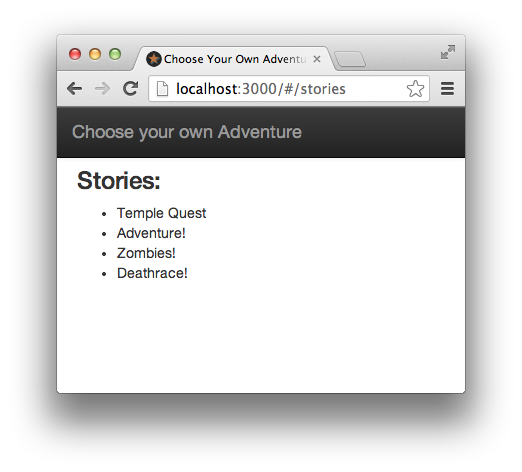 Choose Your Own Adventu
localhost:3000/#/stories
Choose your own Adventure
Stories:
• Temple Quest
• Adventure!
• Zombies!
• Deathrace!